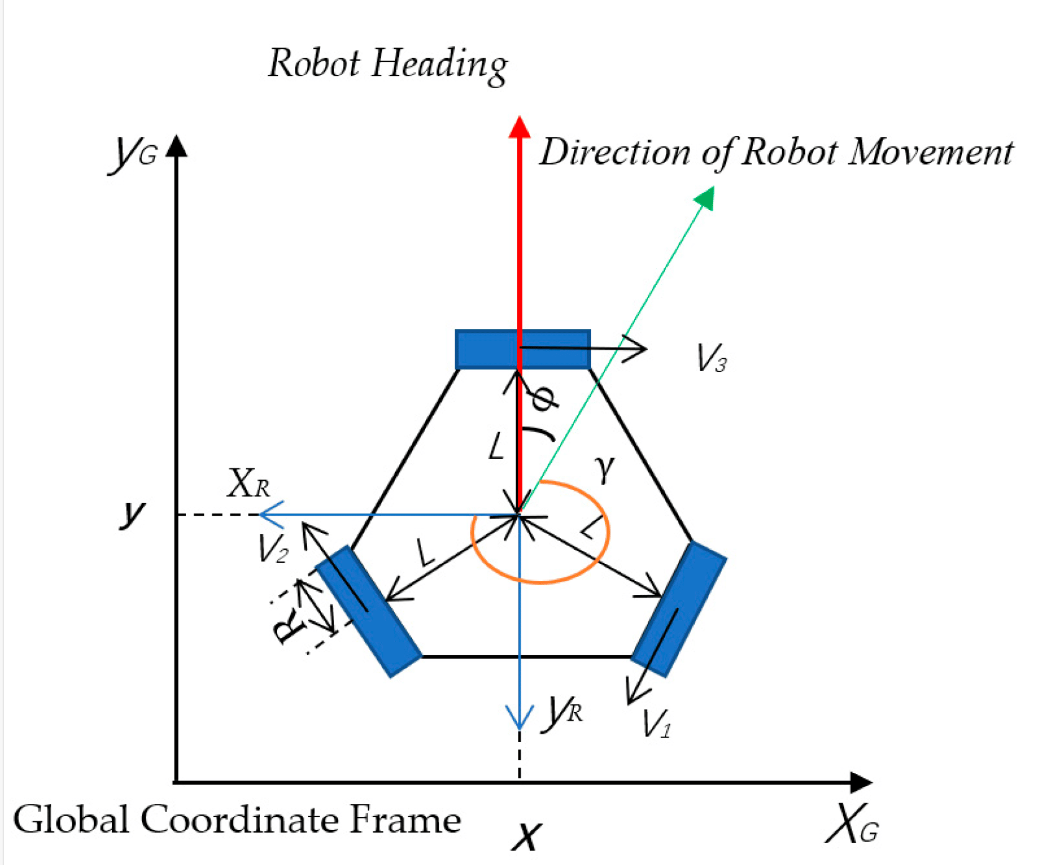 Robot Heading
yG
Direction of Robot Movement
V3
ϕ
L
γ
XR
y
V2
L
L
R
yR
V1
Global Coordinate Frame
X
XG